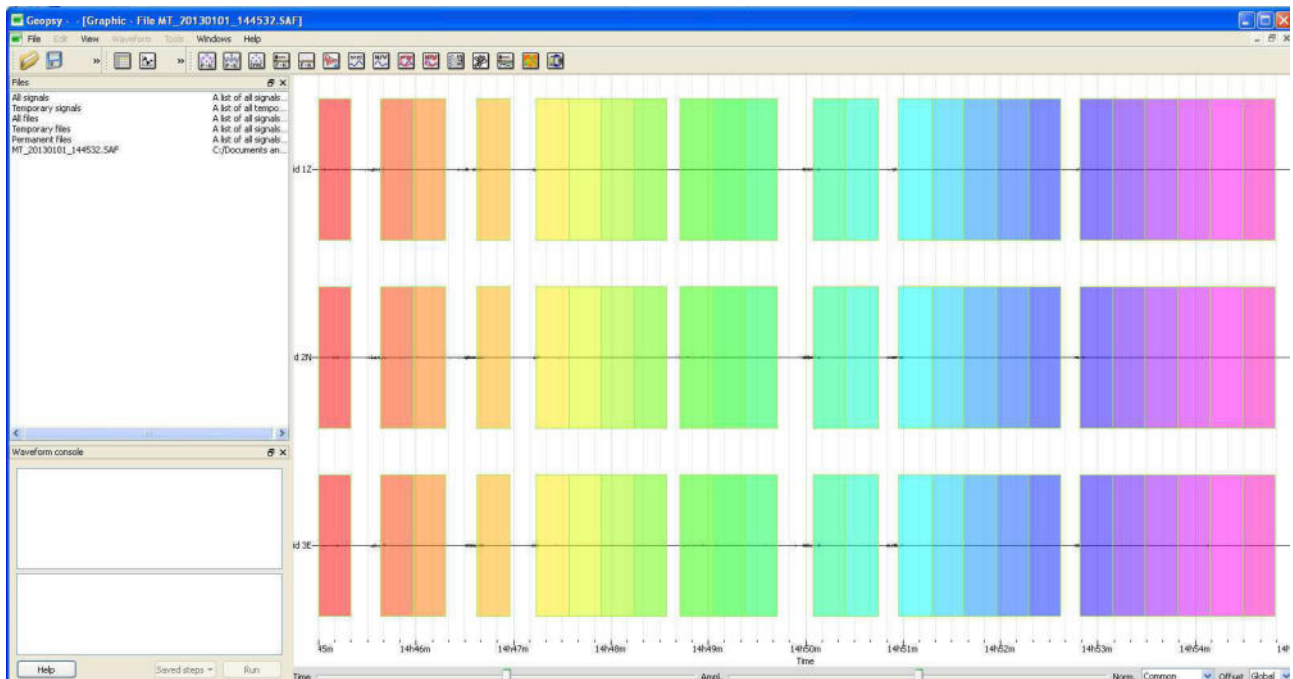 Geopsy - - [Graphic - File MT_20130101_144532.SAF]
File Edit View Waveform Tools Windows Help
Files
All signals A list of all signals...
Temporary signals A list of all tempo...
All files A list of all signals...
Temporary files A list of all signals...
Permanent files A list of all signals...
MT_20130101_144532.SAF C:/Documents an...
id 1Z
d 2N
id 3E
Waveform console
45m 14h46m 14h47m 14h48m 14h49m 14h50m 14h51m 14h52m 14h53m 14h54m 14h
Time
Help Saved steps Run
Time Ampl. Norm. Common Offset Global